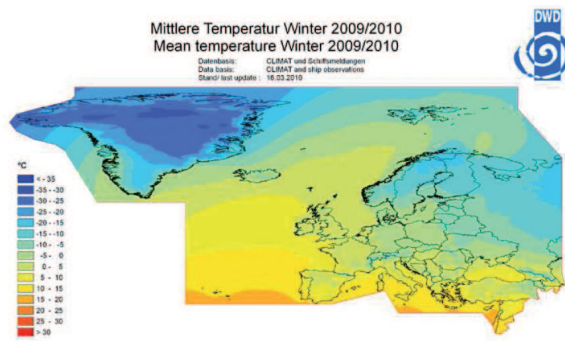 Mittlere Temperatur Winter 2009/2010
Mean temperature Winter 2009/2010
Datenbasis: CLIMAT und Schiffsmeldungen
Data basis: CLIMAT and ship observations
Stand/ last update : 16.03.2010
DWD
°C
< - 35
-35 - -30
-30 - -25
-25 - -20
-20 - -15
-15 - -10
-10 - -5
-5 - 0
0 - 5
5 - 10
10 - 15
15 - 20
20 - 25
25 - 30
> 30